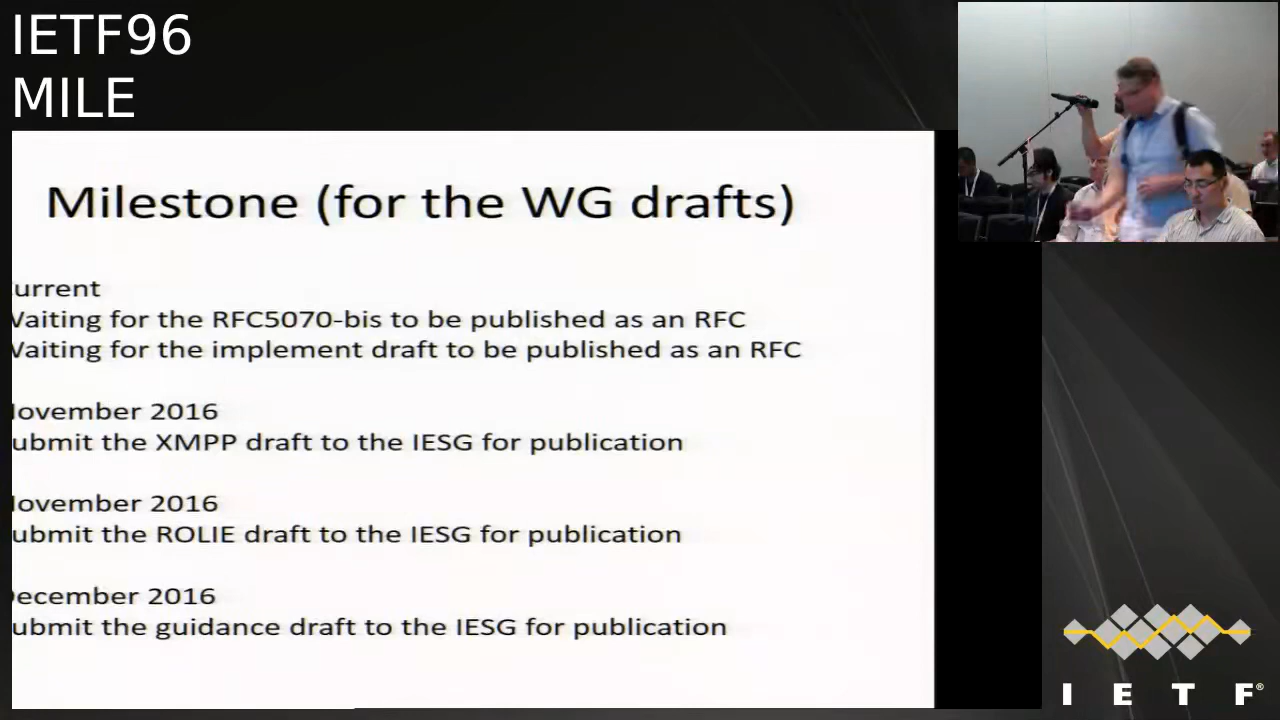 IETF96
MILE
Milestone (for the WG drafts)
urrent
Vaiting for the RFC5070-bis to be published as an RFC
Vaiting for the implement draft to be published as an RFC
lovember 2016
ubmit the XMPP draft to the IESG for publication
lovember 2016
ubmit the ROLIE draft to the IESG for publication
ecember 2016
ubmit the guidance draft to the IESG for publication
I E T F®